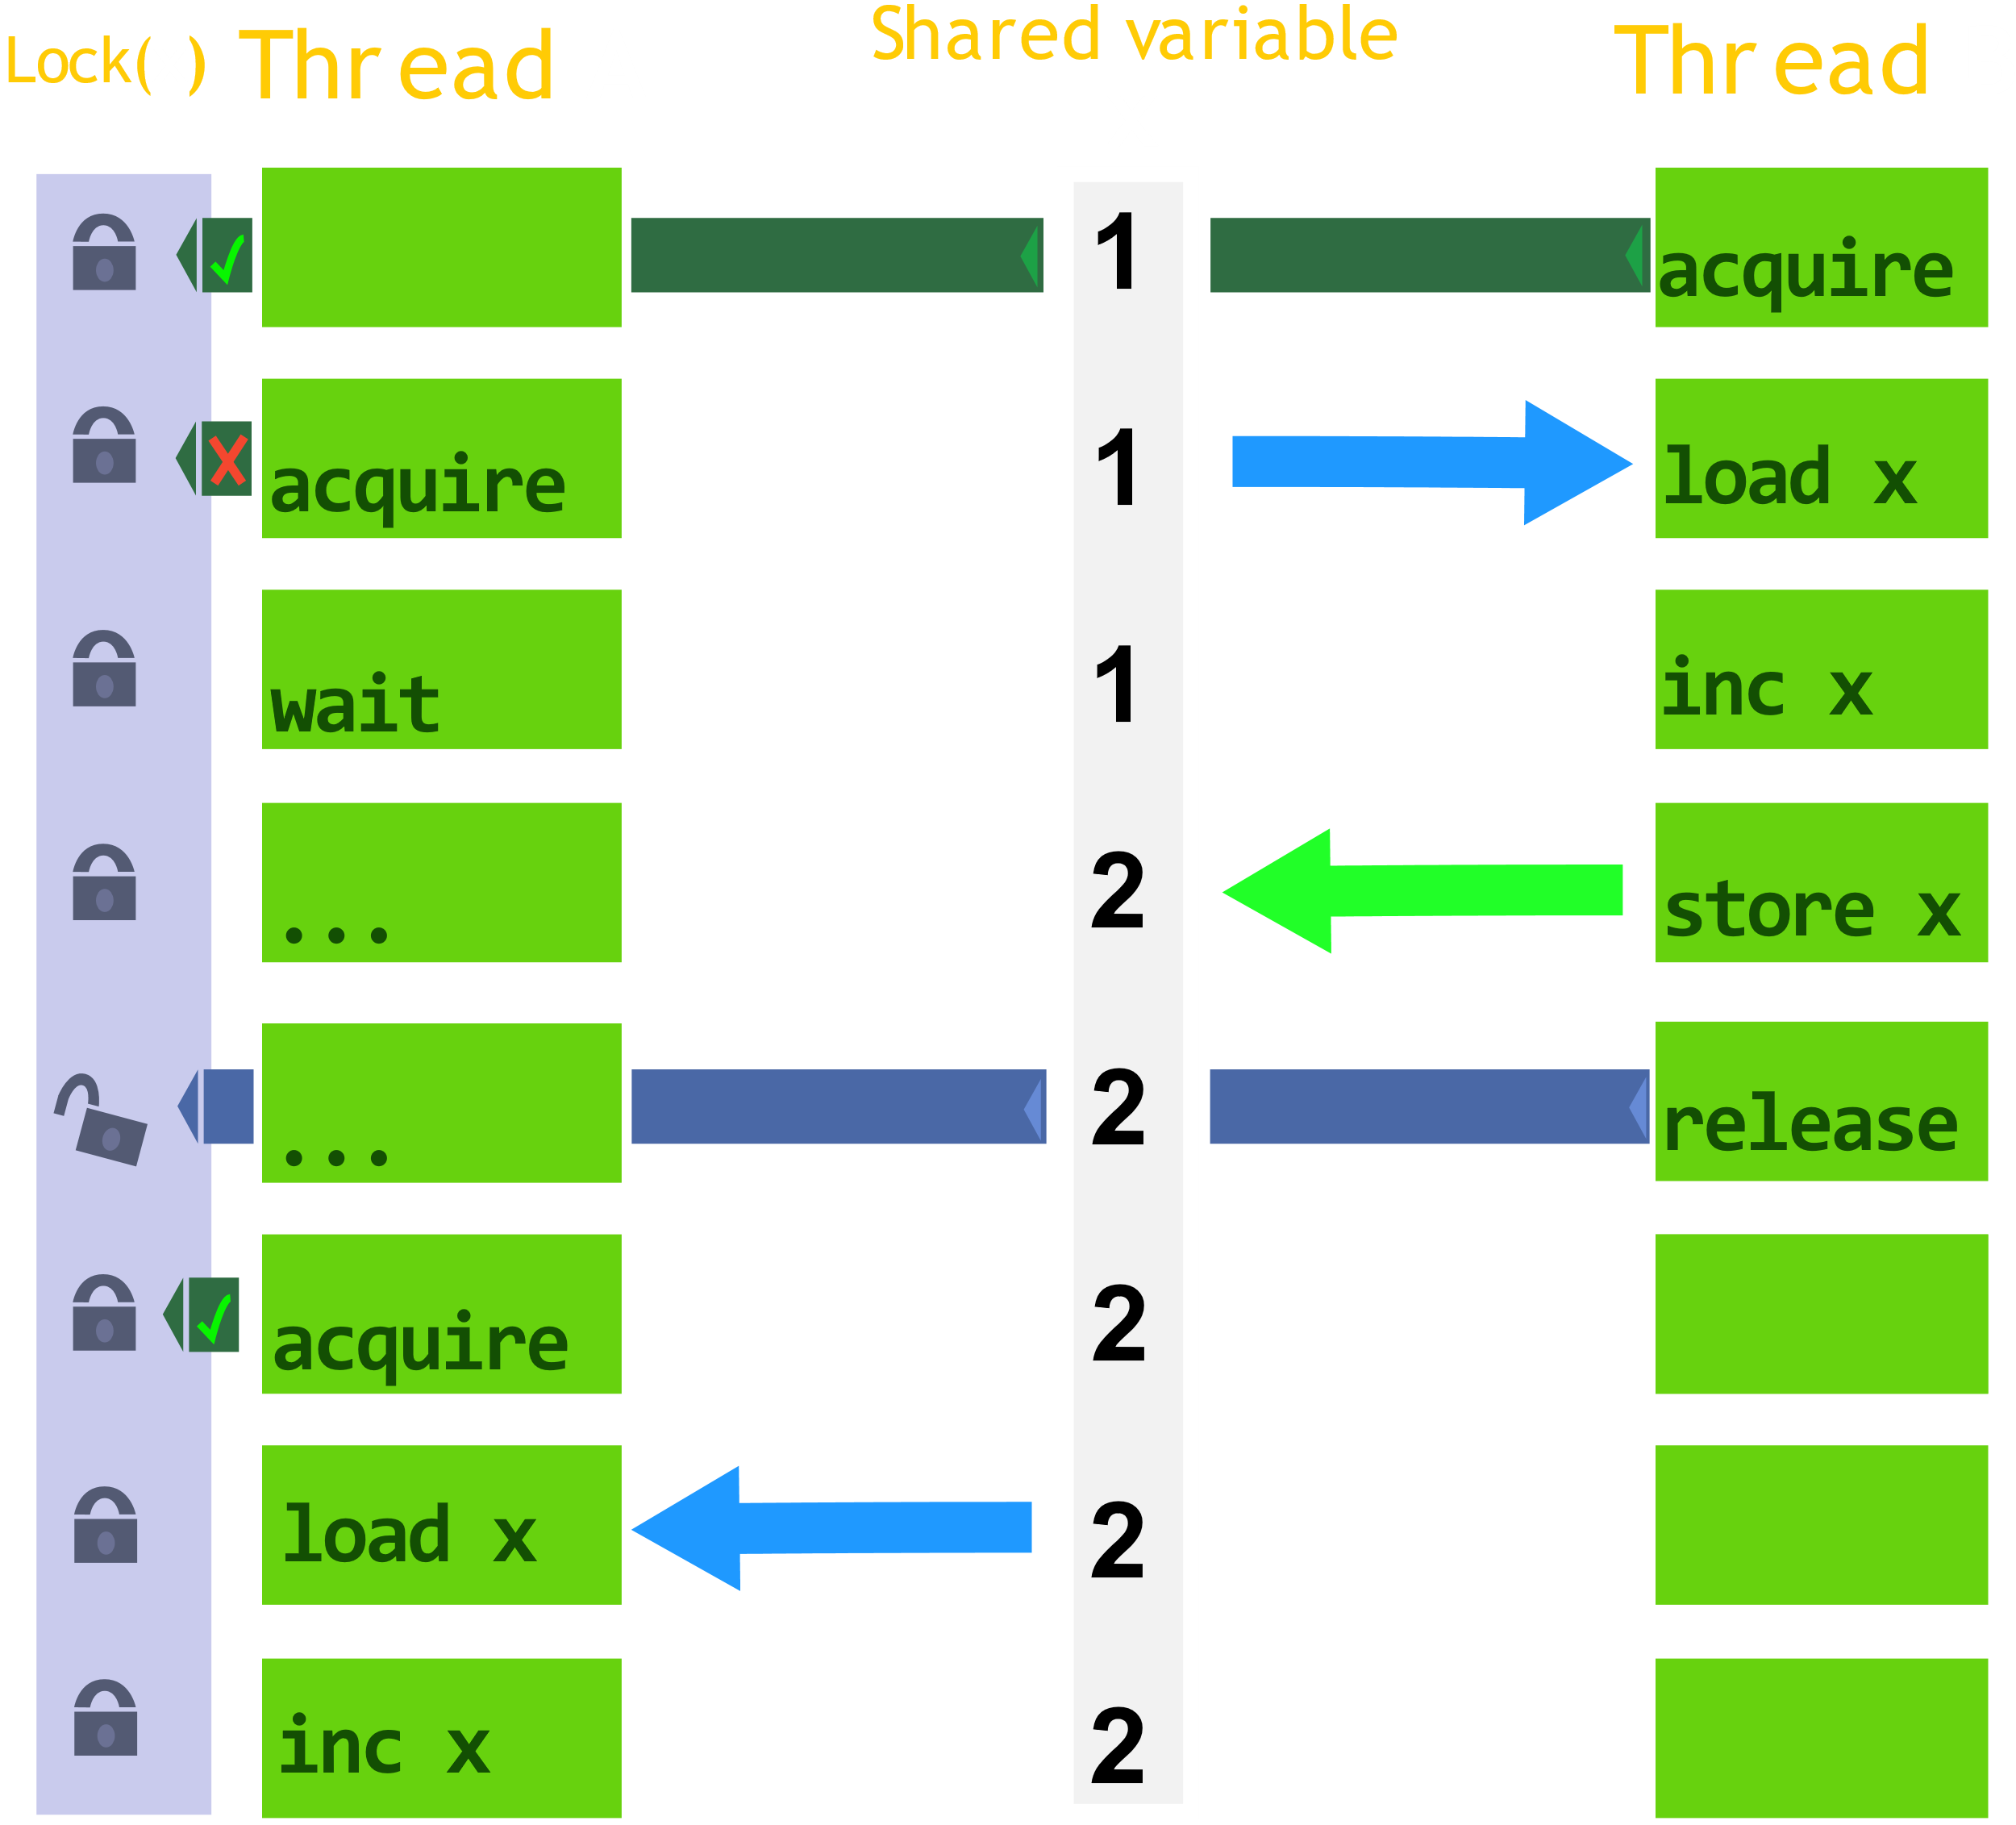 Lock( ) Thread Shared variable Thread
1 acquire
acquire 1 load x
wait 1 inc x
.... 2 store x
.... 2 release
acquire 2
load x 2
inc x 2